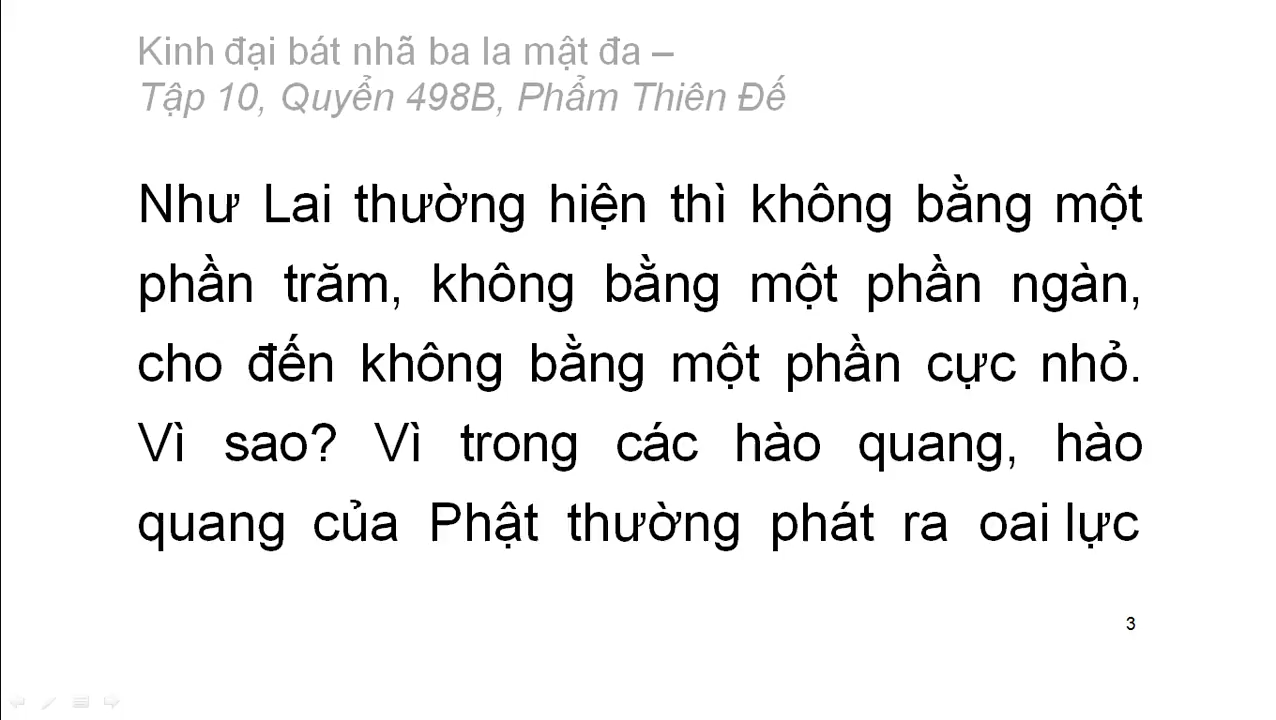 Kinh đại bát nhã ba la mật đa –
Tập 10, Quyển 498B, Phẩm Thiên Đế
Như Lai thường hiện thì không bằng một
phần trăm, không bằng một phần ngàn,
cho đến không bằng một phần cực nhỏ.
Vì sao? Vì trong các hào quang, hào
quang của Phật thường phát ra oai lực
3